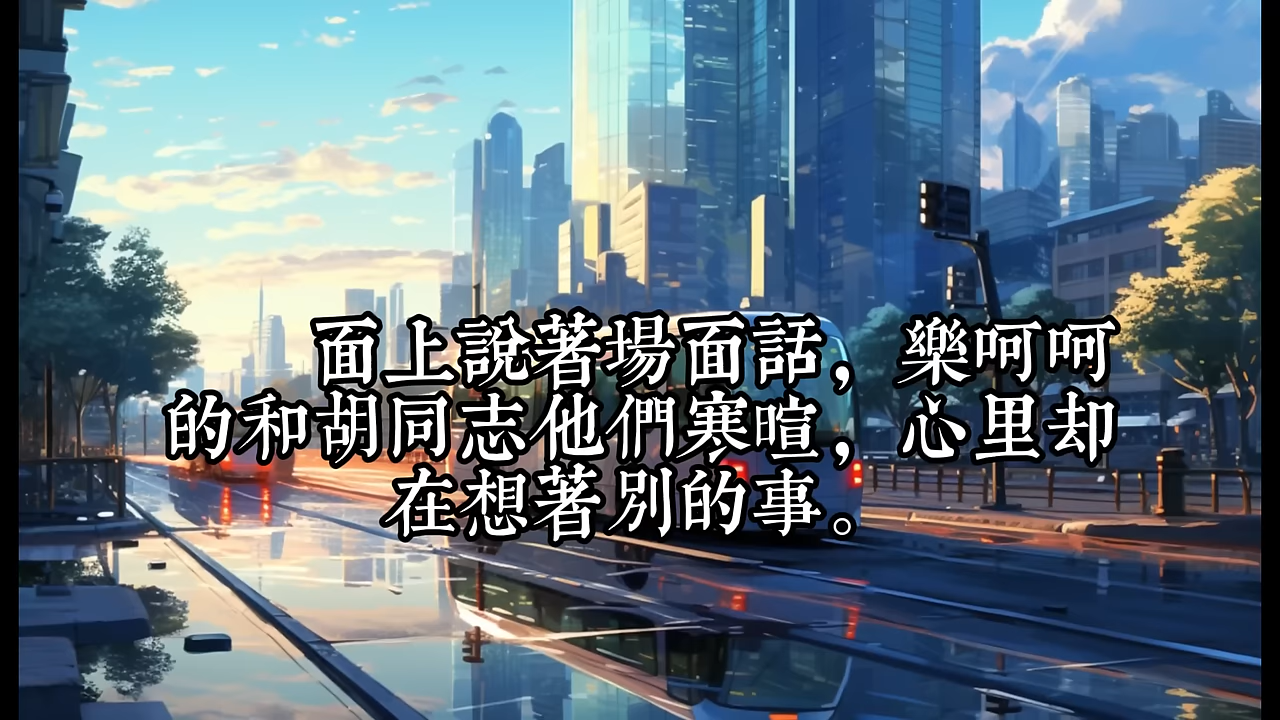 面上說著場面話，樂呵呵
的和胡同志他們寒暄，心里却
在想著別的事。